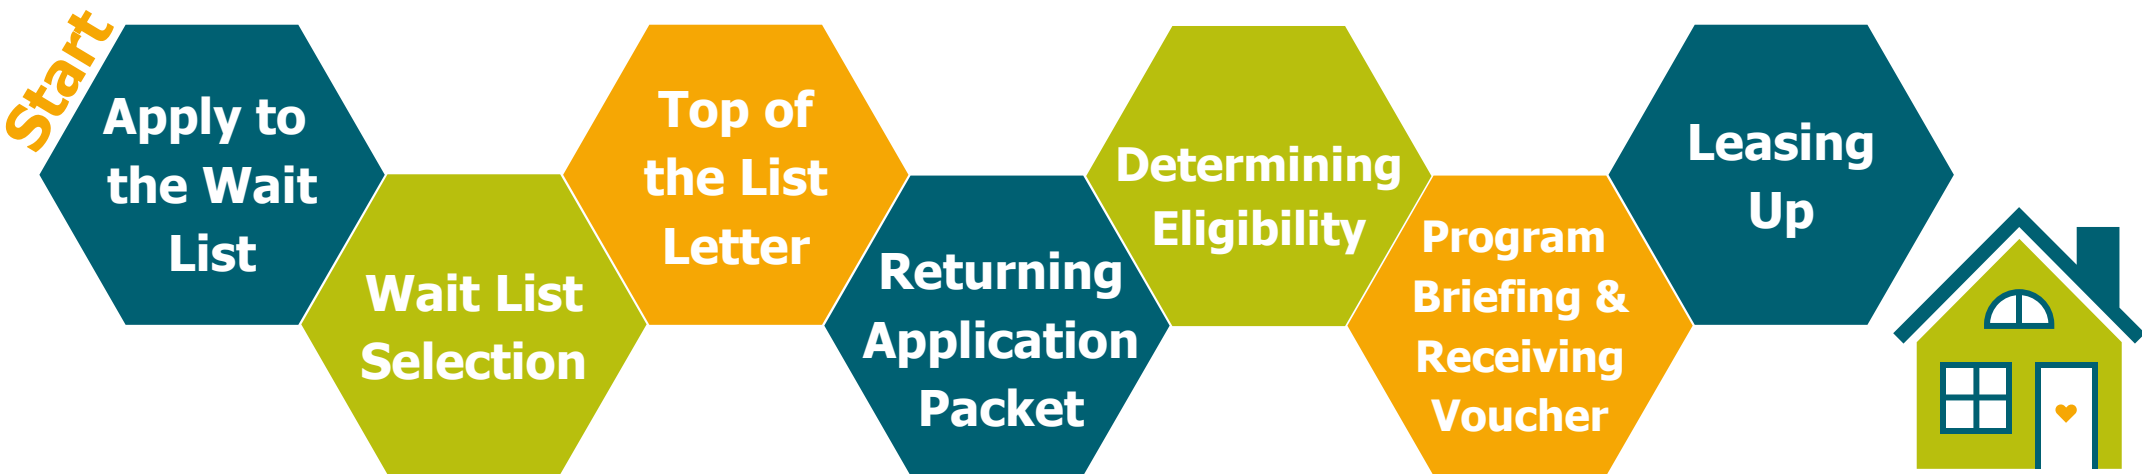 Start
Apply to
the Wait
List
Wait List
Selection
Top of
the List
Letter
Returning
Application
Packet
Determining
Eligibility
Program
Briefing &
Receiving
Voucher
Leasing
Up